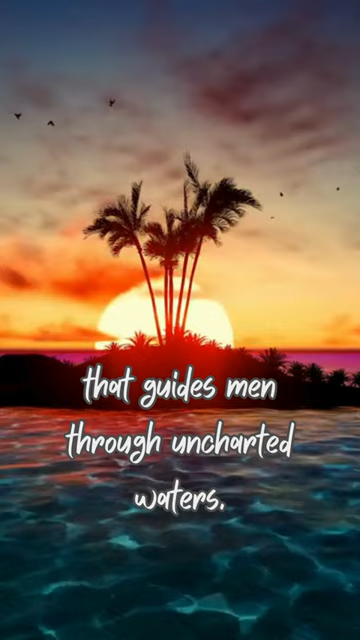 that guides men
through uncharted
waters.